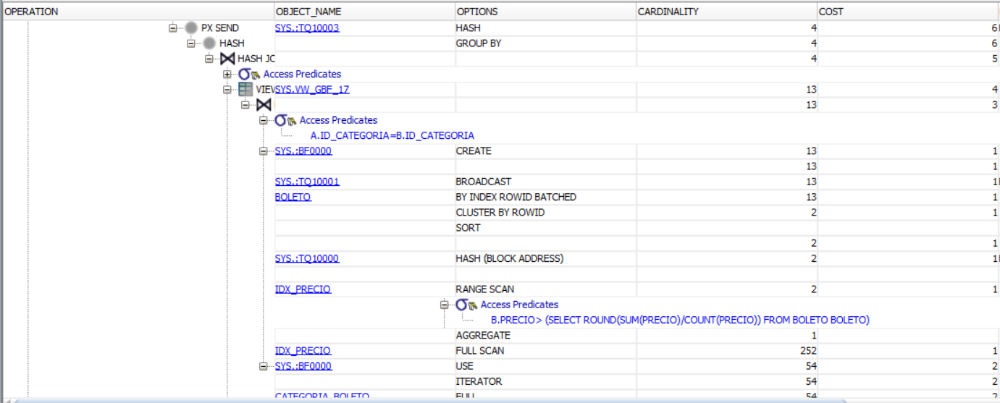 OPERATION OBJECT_NAME OPTIONS CARDINALITY COST
PX SEND SYS.:TQ10003 HASH 4 6
HASH GROUP BY 4 6
HASH JO 4 5
Access Predicates
VIEW SYS.VW_GBF_17 13 4
13 3
Access Predicates
A.ID_CATEGORIA=B.ID_CATEGORIA
SYS.:BF0000 CREATE 13 1
13 1
SYS.:TQ10001 BROADCAST 13 1
BOLETO BY INDEX ROWID BATCHED 13 1
CLUSTER BY ROWID 2 1
SORT
2 1
SYS.:TQ10000 HASH (BLOCK ADDRESS) 2 1
IDX_PRECIO RANGE SCAN 2 1
Access Predicates
B.PRECIO> (SELECT ROUND(SUM(PRECIO)/COUNT(PRECIO)) FROM BOLETO BOLETO)
AGGREGATE 1
IDX_PRECIO FULL SCAN 252 1
SYS.:BF0000 USE 54 2
ITERATOR 54 2
CATEGORIA_BOLETO FULL 54 2